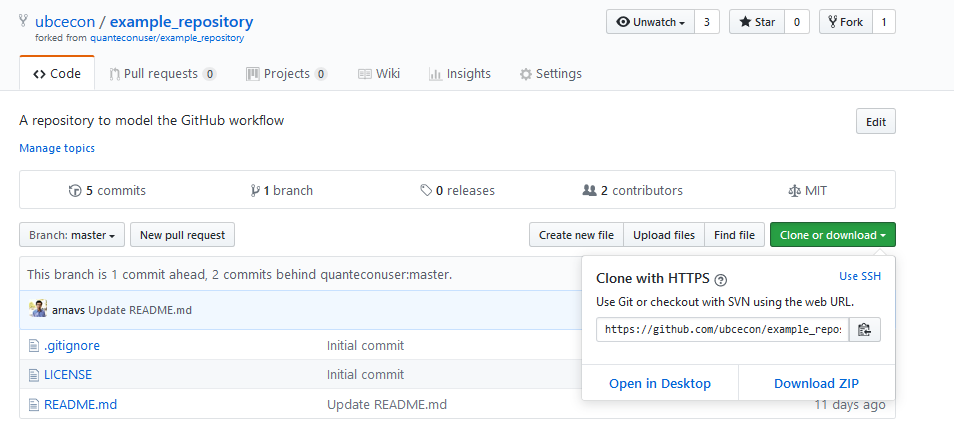 ubcecon / example_repository
Unwatch 3 Star 0 Fork 1
forked from quanteconuser/example_repository
Code Pull requests 0 Projects 0 Wiki Insights Settings
A repository to model the GitHub workflow
Edit
Manage topics
5 commits 1 branch 0 releases 2 contributors MIT
Branch: master New pull request Create new file Upload files Find file Clone or download
This branch is 1 commit ahead, 2 commits behind quanteconuser:master.
arnavs Update README.md
.gitignore Initial commit
LICENSE Initial commit
README.md Update README.md 11 days ago
Clone with HTTPS ? Use SSH
Use Git or checkout with SVN using the web URL.
https://github.com/ubcecon/example_repo
Open in Desktop Download ZIP